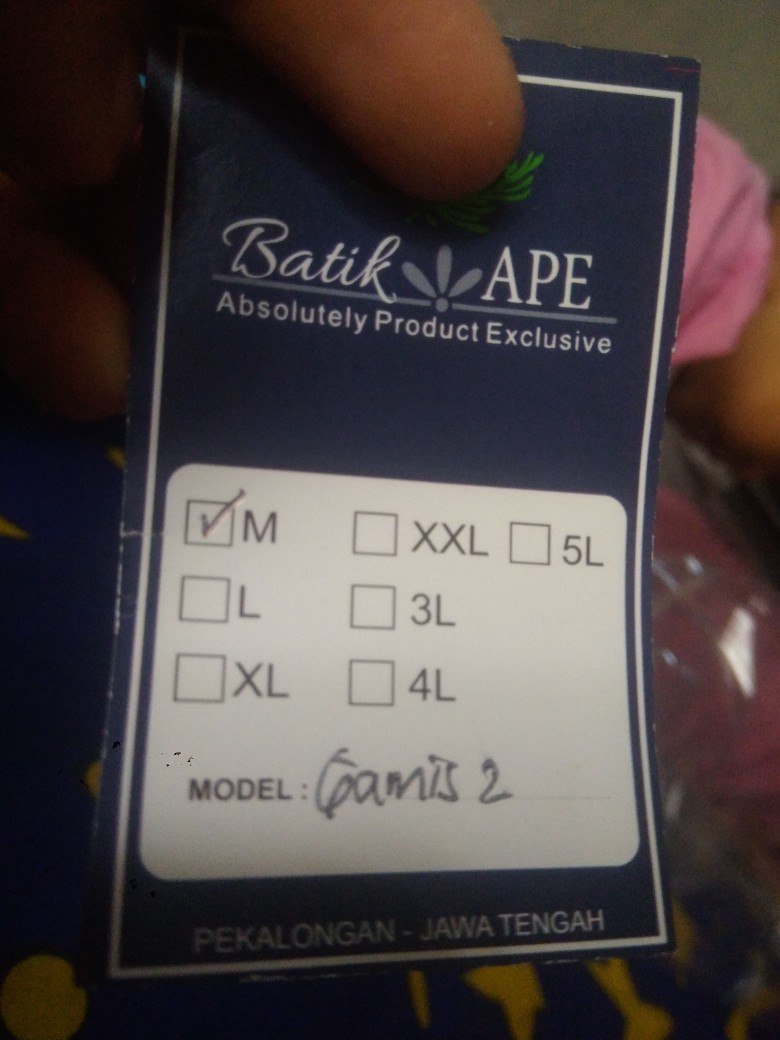 Batik APE
Absolutely Product Exclusive
M XXL 5L
L 3L
XL 4L
MODEL : Gamis 2
PEKALONGAN - JAWA TENGAH